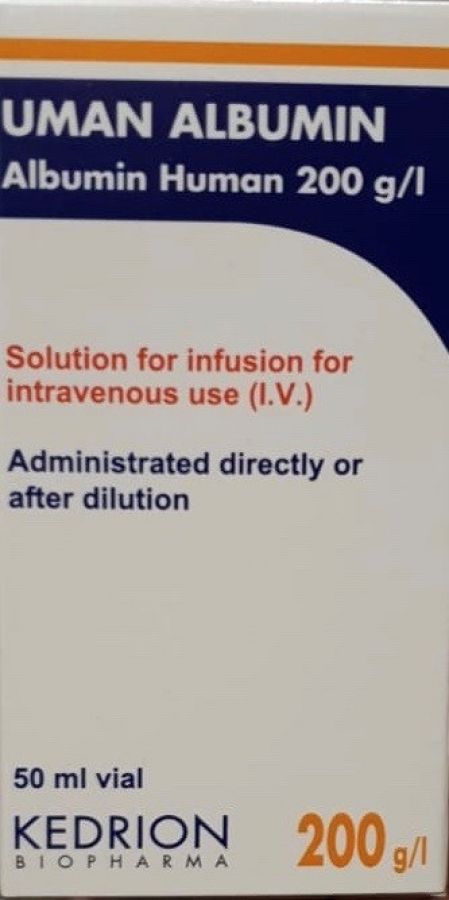 UMAN ALBUMIN
Albumin Human 200 g/l
Solution for infusion for
intravenous use (I.V.)
Administrated directly or
after dilution
50 ml vial
KEDRION
BIOPHARMA
200 g/l